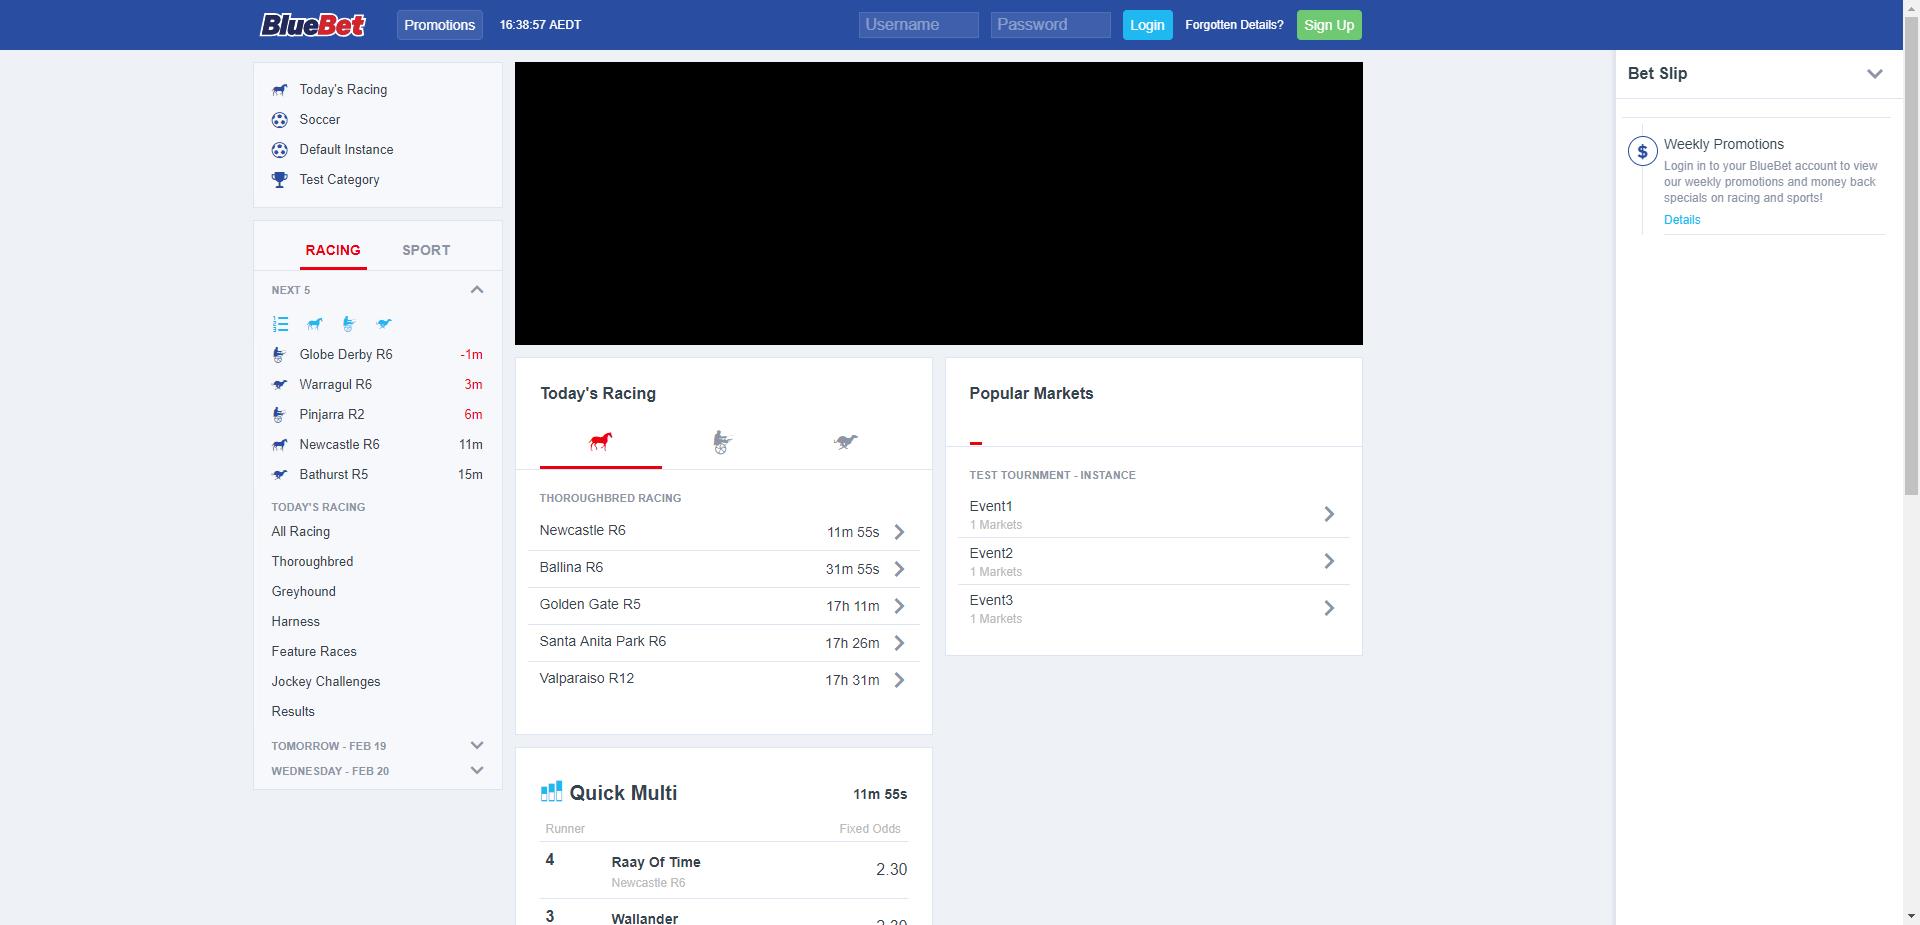 BlueBet
Promotions
16:38:57 AEDT
Username
Password
Login
Forgotten Details?
Sign Up
Today's Racing
Soccer
Default Instance
Test Category
RACING
SPORT
NEXT 5
Globe Derby R6 -1m
Warragul R6 3m
Pinjarra R2 6m
Newcastle R6 11m
Bathurst R5 15m
TODAY'S RACING
All Racing
Thoroughbred
Greyhound
Harness
Feature Races
Jockey Challenges
Results
TOMORROW - FEB 19
WEDNESDAY - FEB 20
Today's Racing
THOROUGHBRED RACING
Newcastle R6 11m 55s
Ballina R6 31m 55s
Golden Gate R5 17h 11m
Santa Anita Park R6 17h 26m
Valparaiso R12 17h 31m
Quick Multi 11m 55s
Runner Fixed Odds
4 Raay Of Time 2.30
Newcastle R6
3 Wallander
Popular Markets
TEST TOURNMENT - INSTANCE
Event1
1 Markets
Event2
1 Markets
Event3
1 Markets
Bet Slip
$ Weekly Promotions
Login in to your BlueBet account to view
our weekly promotions and money back
specials on racing and sports!
Details